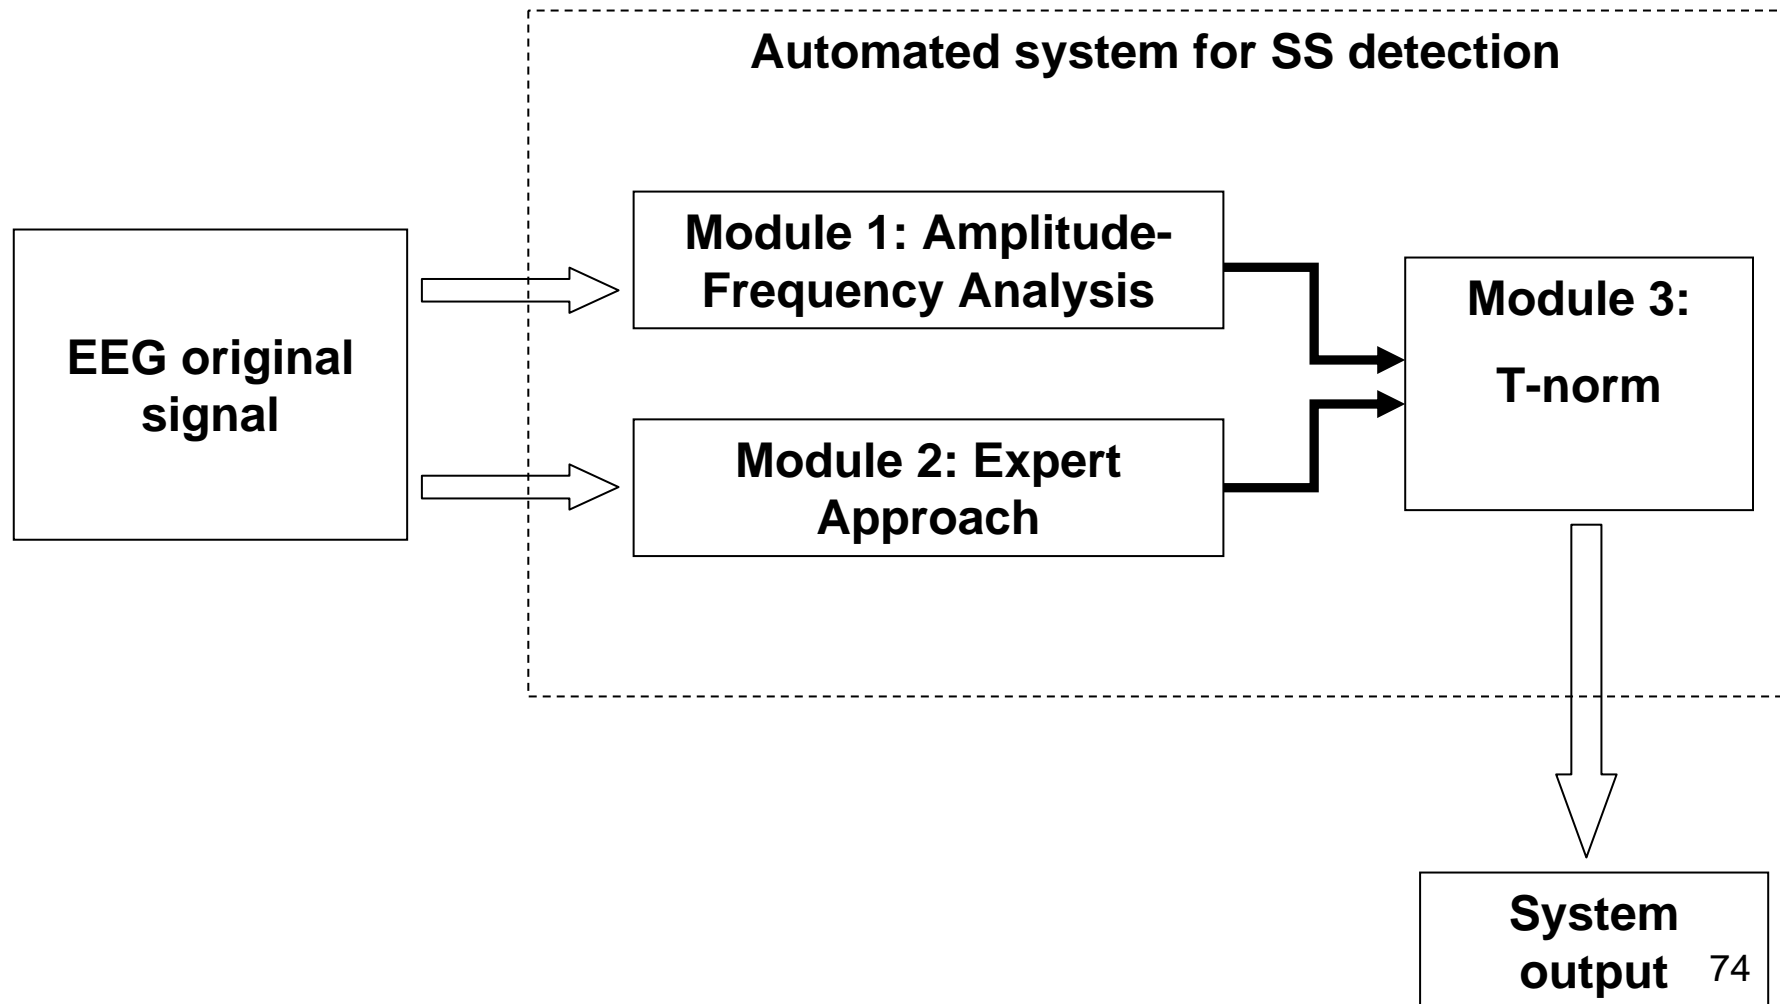 Automated system for SS detection
EEG original
signal
Module 1: Amplitude-
Frequency Analysis
Module 2: Expert
Approach
Module 3:
T-norm
System
output
74